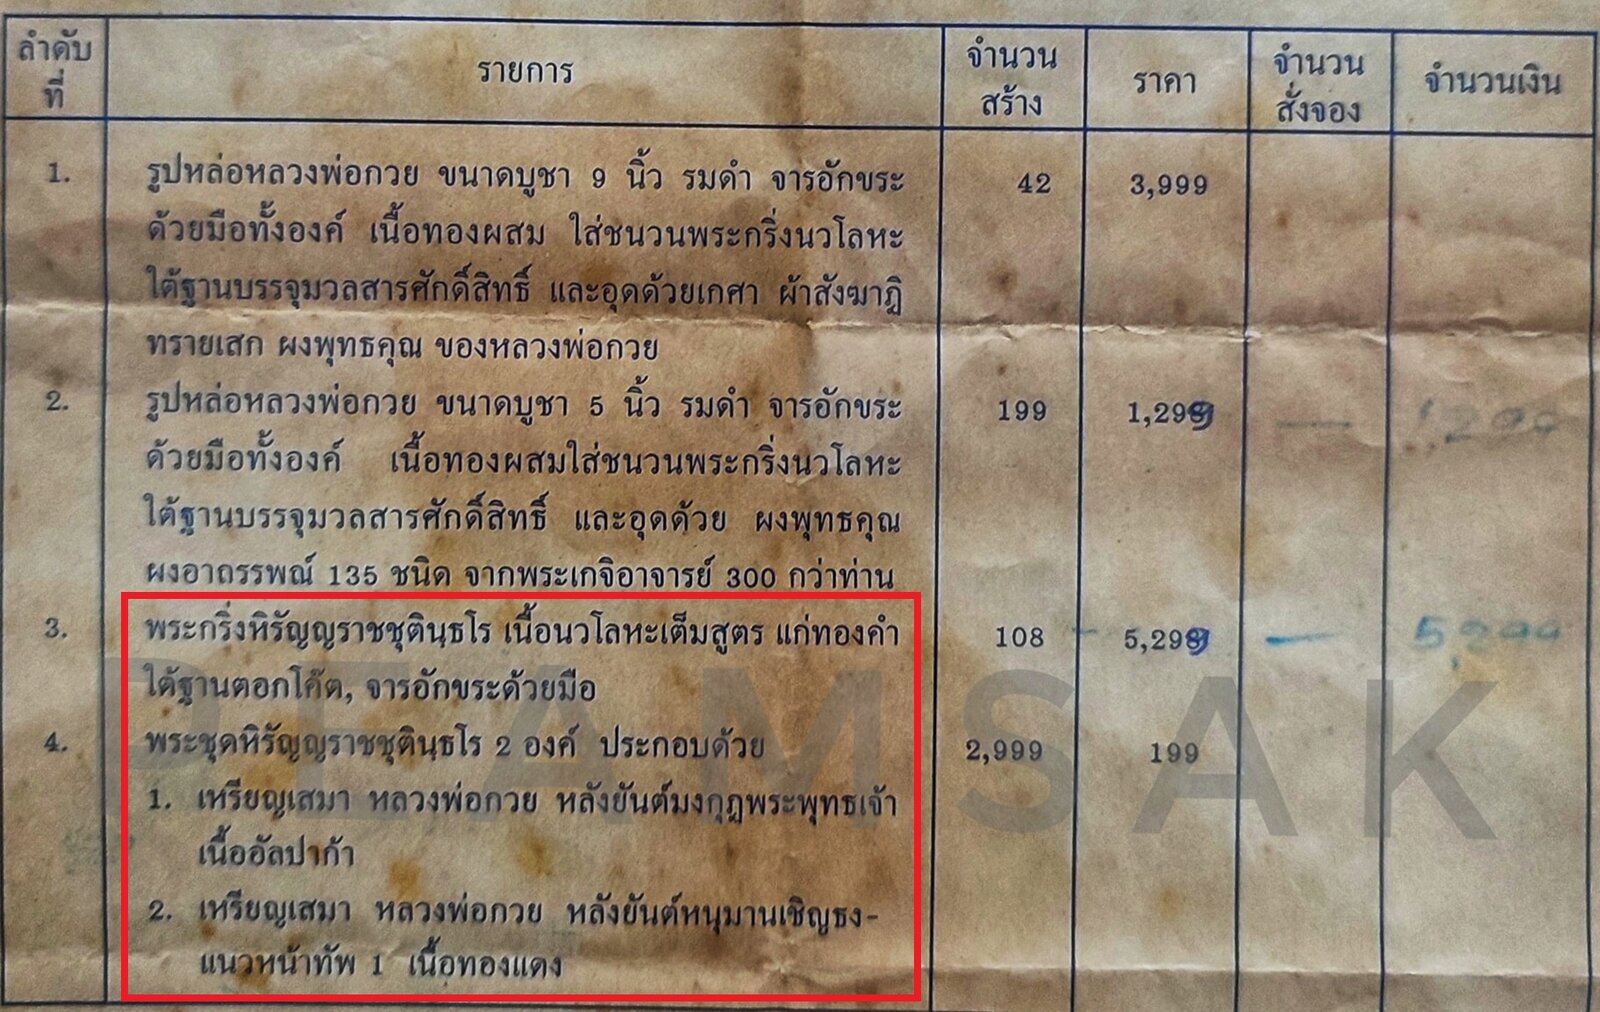 ลำดับที่ รายการ จำนวนสร้าง ราคา จำนวนสั่งจอง จำนวนเงิน
1. รูปหล่อหลวงพ่อกวย ขนาดบูชา 9 นิ้ว รมดำ จารอักขระ 42 3,999
ด้วยมือทั้งองค์ เนื้อทองผสม ใส่ชนวนพระกริ่งนวโลหะ
ใต้ฐานบรรจุมวลสารศักดิ์สิทธิ์ และอุดด้วยเกศา ผ้าสังฆาฏิ
ทรายเสก ผงพุทธคุณ ของหลวงพ่อกวย
2. รูปหล่อหลวงพ่อกวย ขนาดบูชา 5 นิ้ว รมดำ จารอักขระ 199 1,299 — 1,299
ด้วยมือทั้งองค์ เนื้อทองผสมใส่ชนวนพระกริ่งนวโลหะ
ใต้ฐานบรรจุมวลสารศักดิ์สิทธิ์ และอุดด้วย ผงพุทธคุณ
ผงอาถรรพณ์ 135 ชนิด จากพระเกจิอาจารย์ 300 กว่าท่าน
3. พระกริ่งหิรัญญราชชุตินฺธโร เนื้อนวโลหะเต็มสูตร แก่ทองคำ 108 5,299 — 5,299
ใต้ฐานตอกโค๊ต, จารอักขระด้วยมือ
4. พระชุดหิรัญญราชชุตินฺธโร 2 องค์ ประกอบด้วย 2,999 199
1. เหรียญเสมา หลวงพ่อกวย หลังยันต์มงกุฎพระพุทธเจ้า
เนื้ออัลปาก้า
2. เหรียญเสมา หลวงพ่อกวย หลังยันต์หนุมานเชิญธง-
แนวหน้าทัพ 1 เนื้อทองแดง